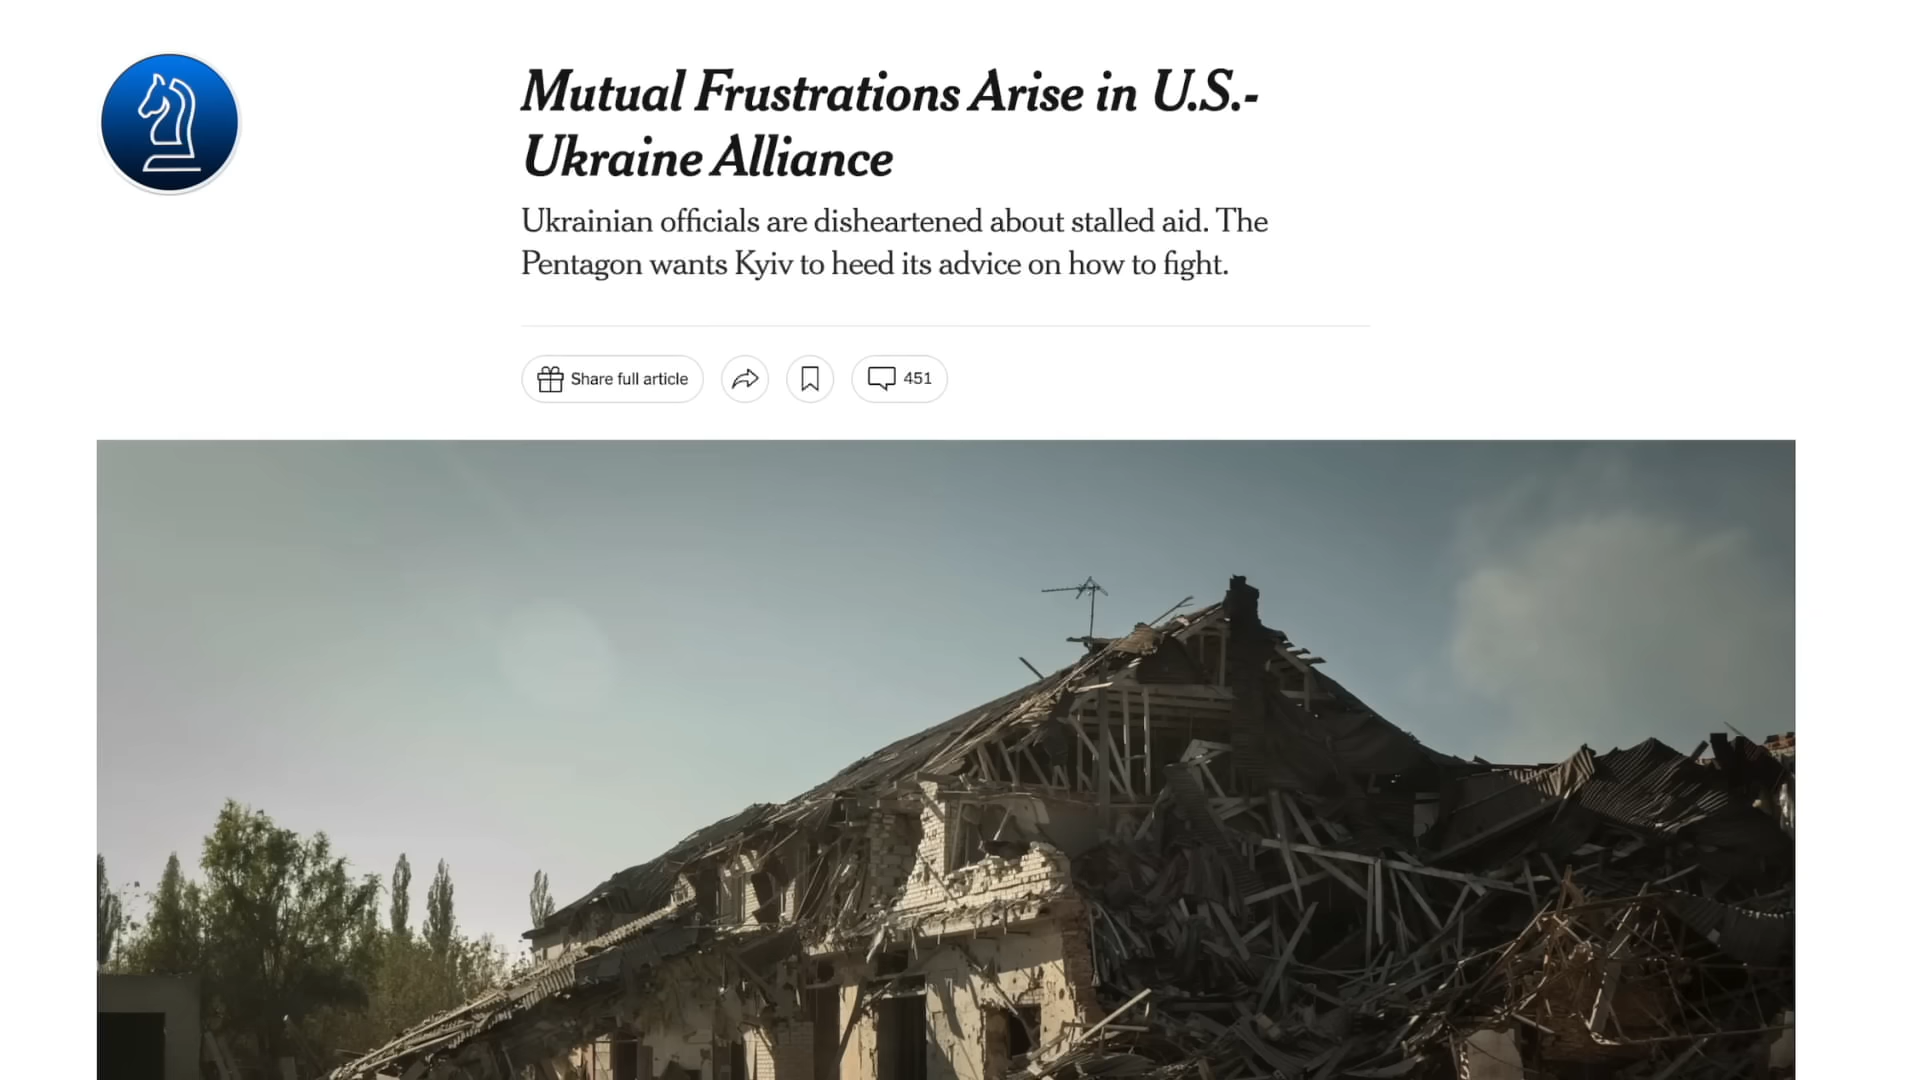 Mutual Frustrations Arise in U.S.-
Ukraine Alliance
Ukrainian officials are disheartened about stalled aid. The
Pentagon wants Kyiv to heed its advice on how to fight.
Share full article
451